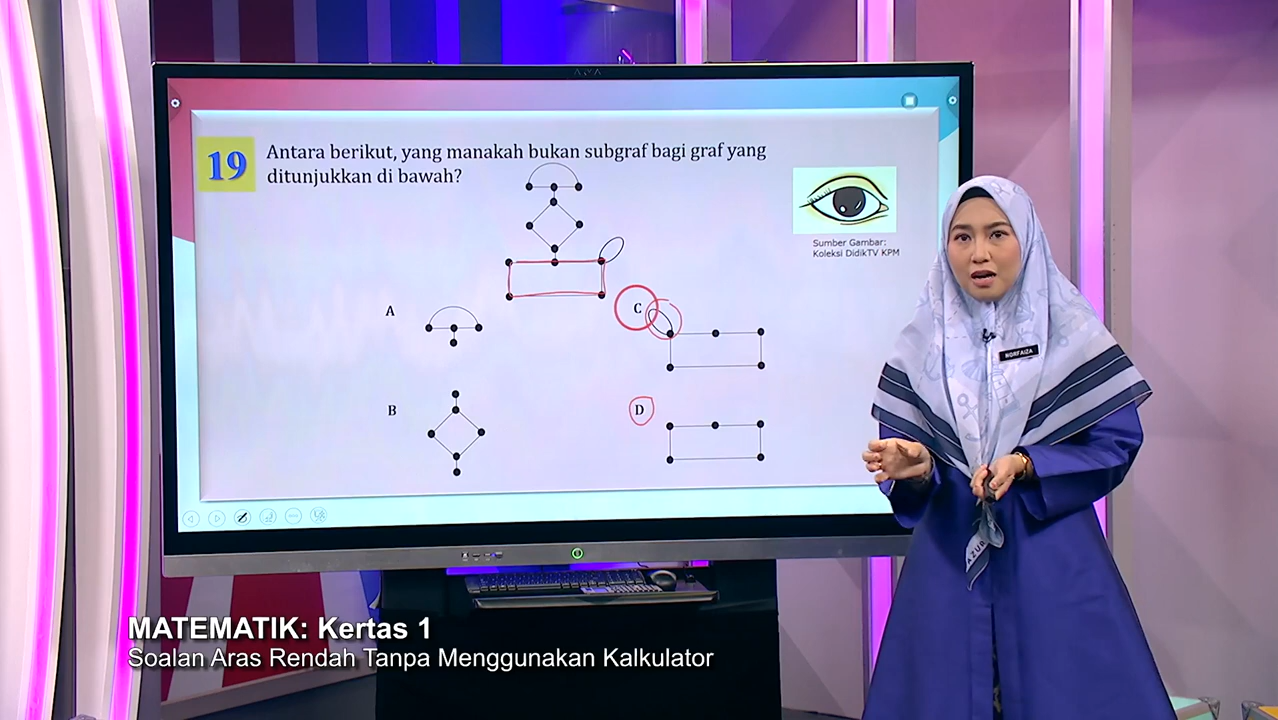 19
Antara berikut, yang manakah bukan subgraf bagi graf yang
ditunjukkan di bawah?
Sumber Gambar:
Koleksi DidikTV KPM
A
C
B
D
NORFAIZA
AZUR
MATEMATIK: Kertas 1
Soalan Aras Rendah Tanpa Menggunakan Kalkulator